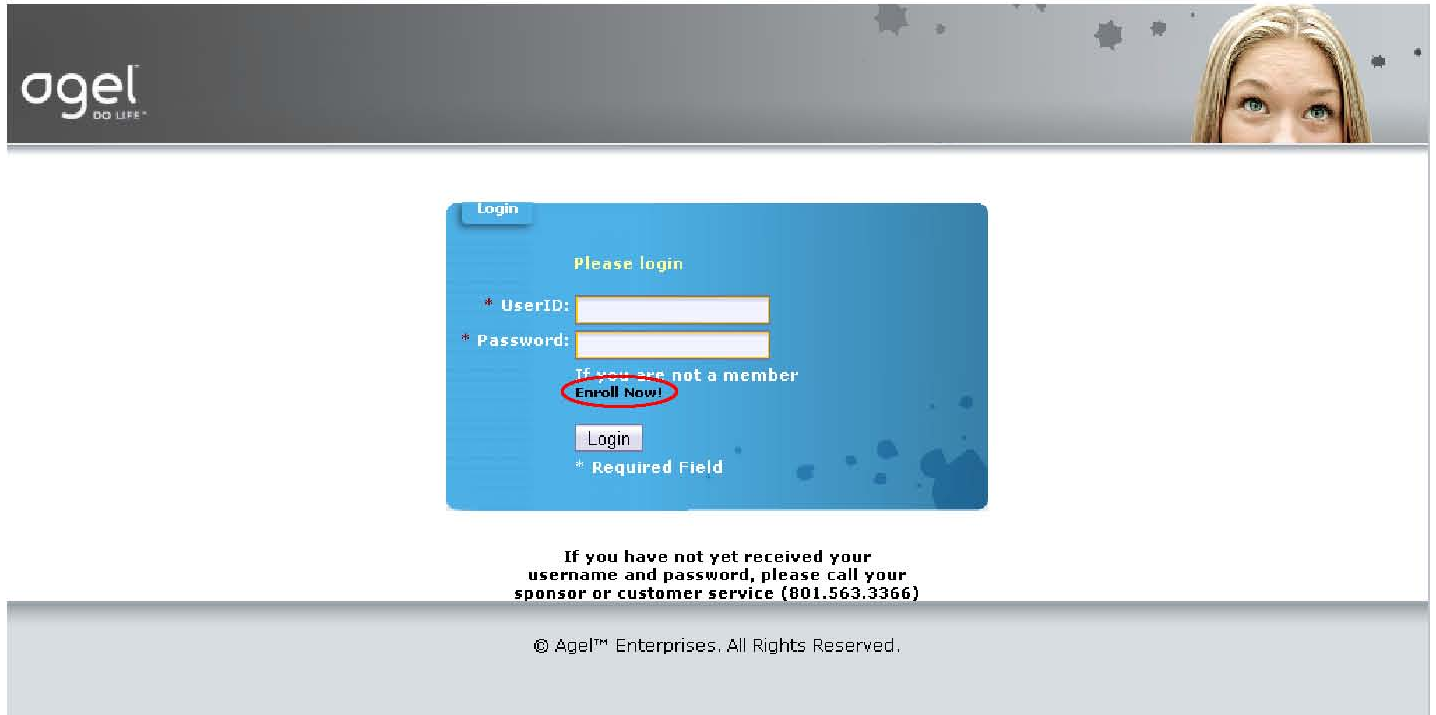 agel™
DO LIFE™
Login
Please login
* UserID:
* Password:
If you are not a member
Enroll Now!
Login
* Required Field
If you have not yet received your
username and password, please call your
sponsor or customer service (801.563.3366)
© Agel™ Enterprises. All Rights Reserved.